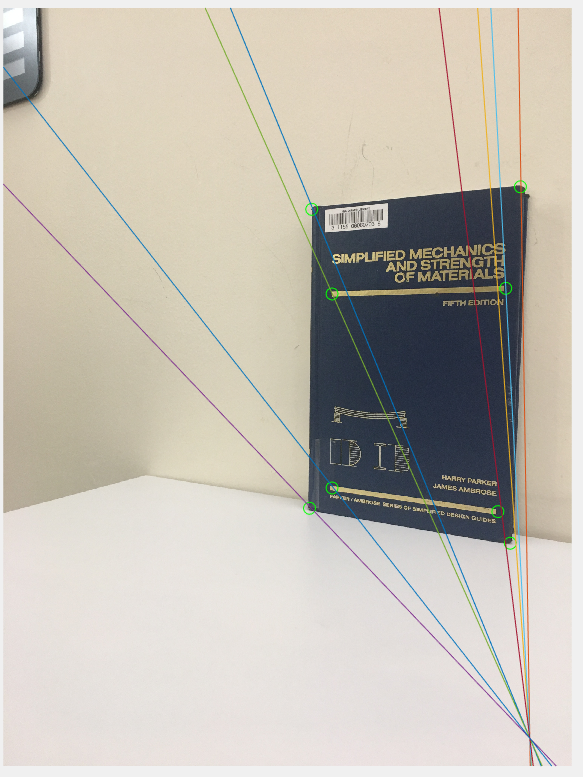 SIMPLIFIED MECHANICS
AND STRENGTH
OF MATERIALS
FIFTH EDITION
HARRY PARKER
JAMES AMBROSE
PARKER/AMBROSE SERIES OF SIMPLIFIED DESIGN GUIDES